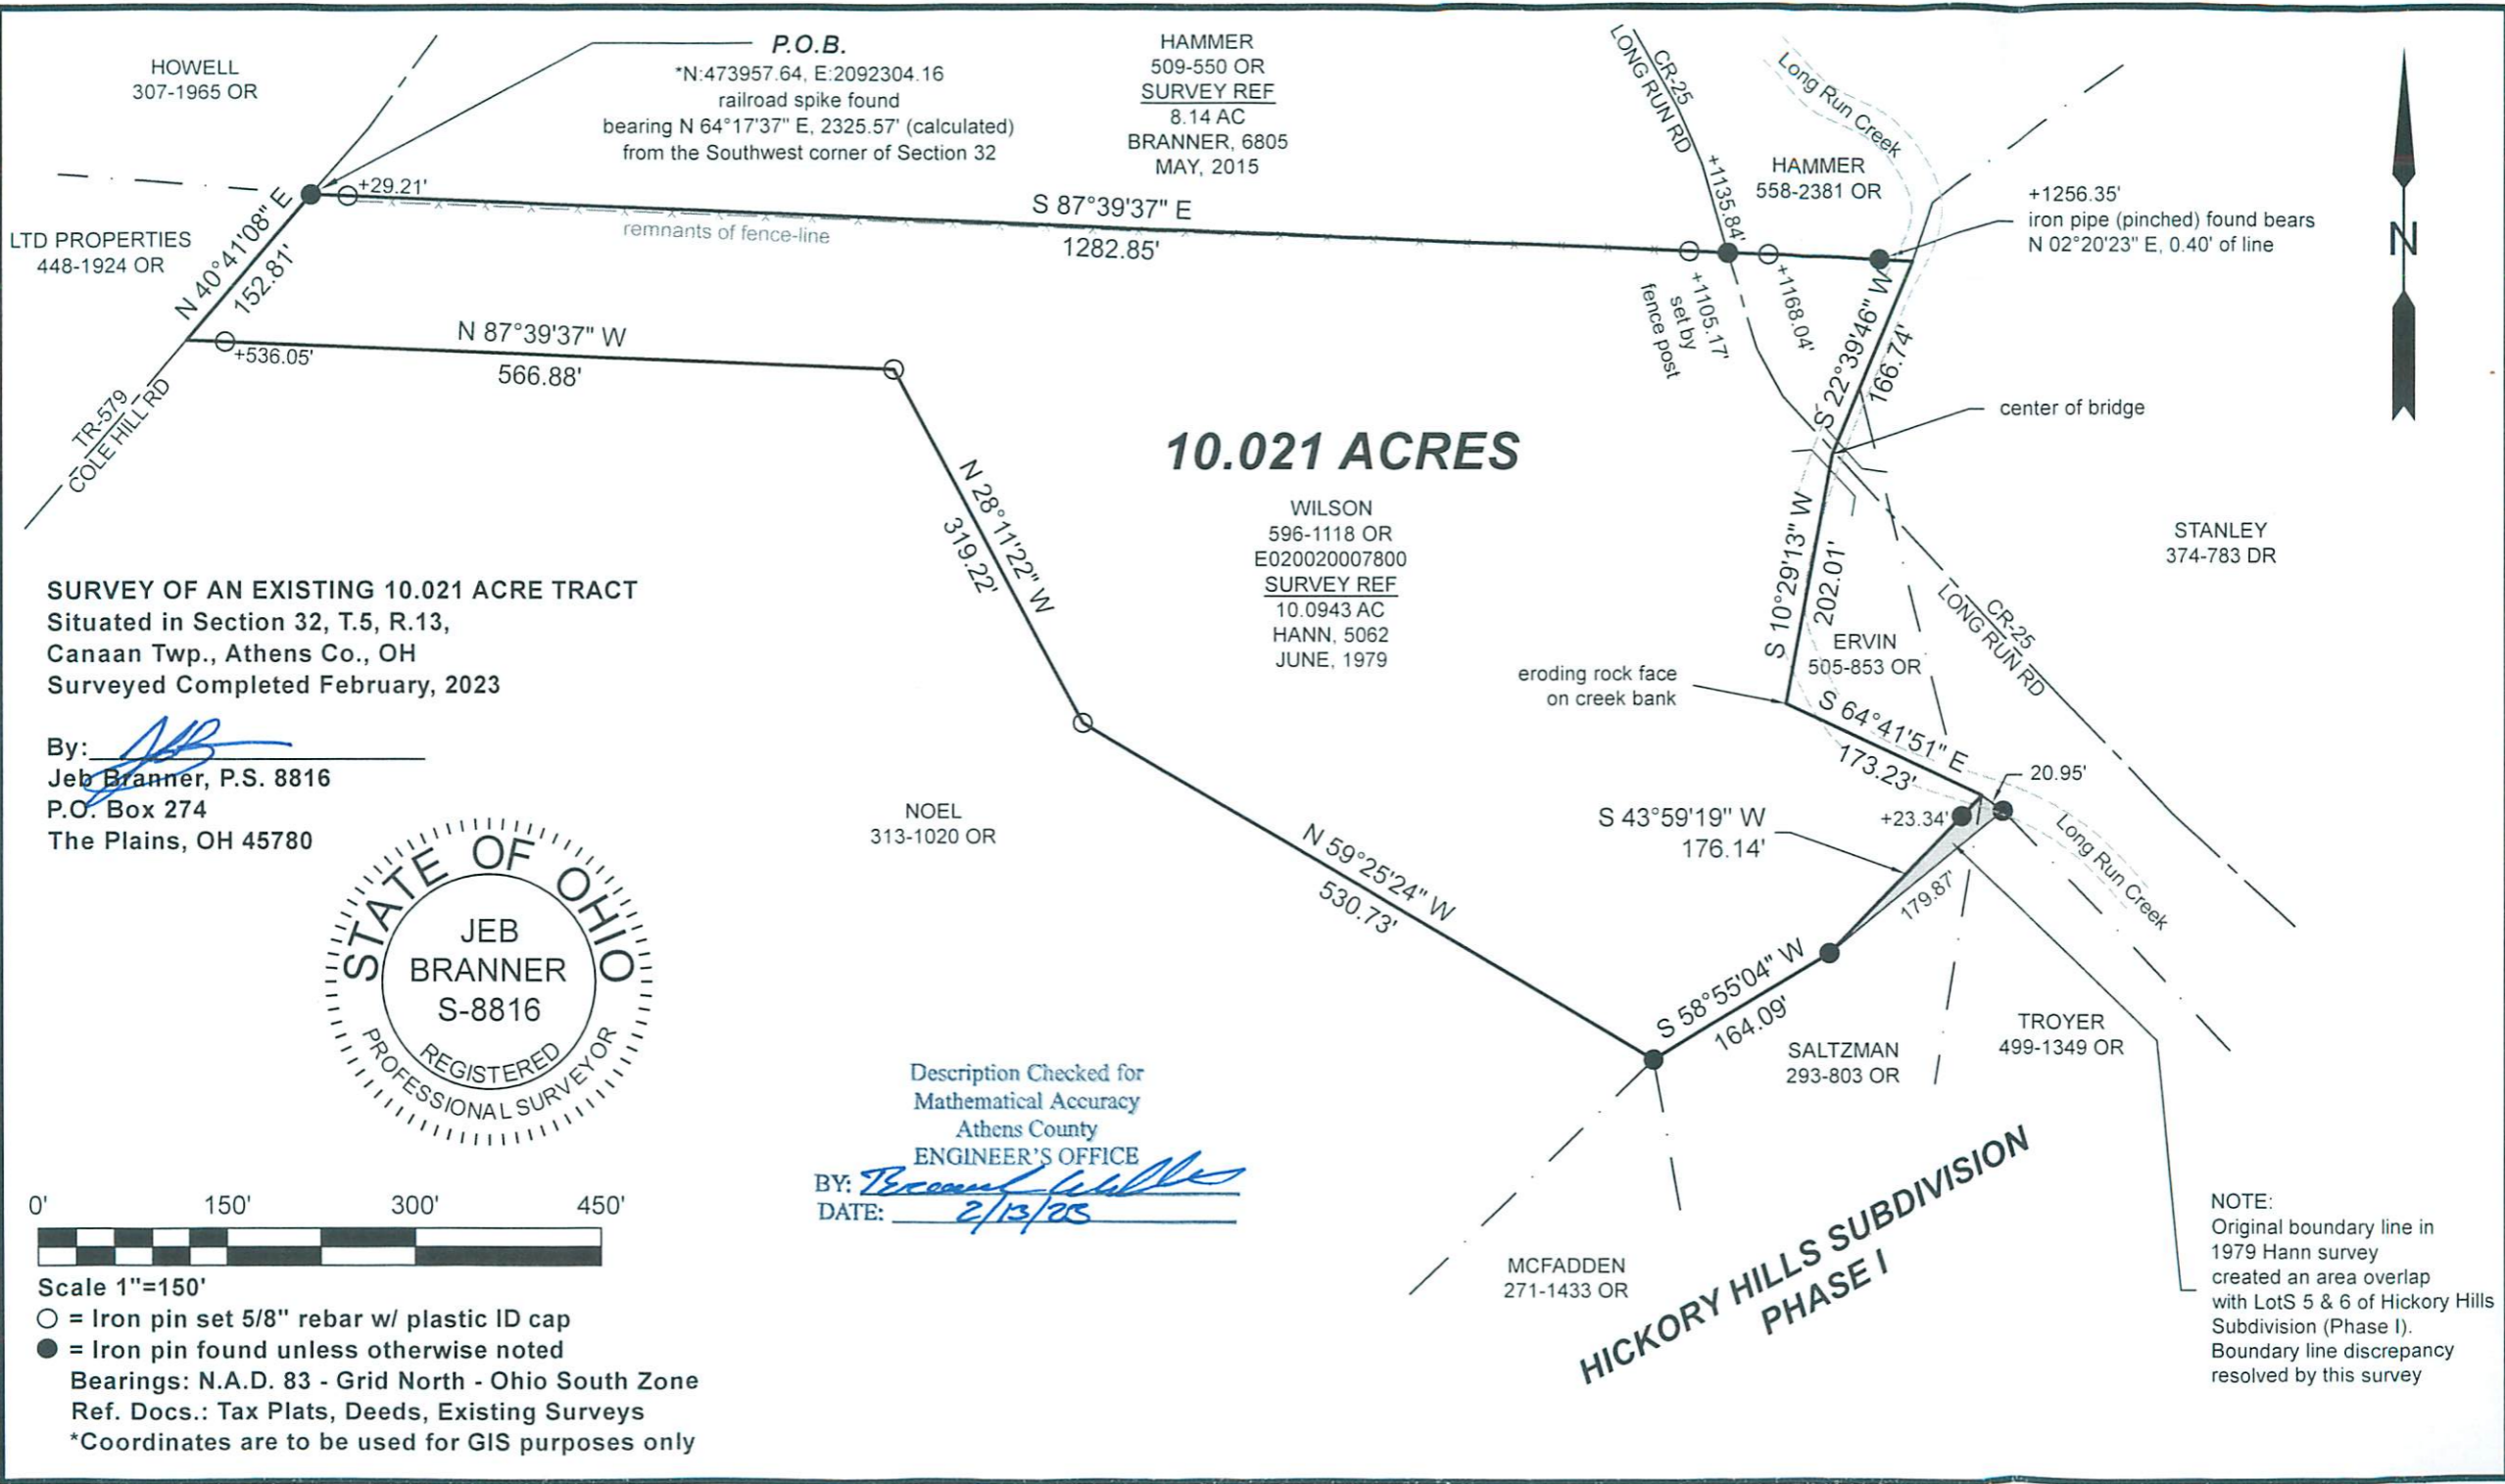 HOWELL
307-1965 OR
P.O.B.
*N:473957.64, E:2092304.16
railroad spike found
bearing N 64°17'37" E, 2325.57' (calculated)
from the Southwest corner of Section 32
HAMMER
509-550 OR
SURVEY REF
8.14 AC
BRANNER, 6805
MAY, 2015
CR-25
LONG RUN RD
Long Run Creek
HAMMER
558-2381 OR
+1256.35'
iron pipe (pinched) found bears
N 02°20'23" E, 0.40' of line
N
LTD PROPERTIES
448-1924 OR
N 40°41'08" E
152.81'
+29.21'
remnants of fence-line
S 87°39'37" E
1282.85'
+1135.84'
+1105.17'
set by
fence post
+1168.04'
S 22°39'46" W
166.74'
center of bridge
+536.05'
N 87°39'37" W
566.88'
TR-579
COLE HILL RD
N 28°11'22" W
319.22'
10.021 ACRES
WILSON
596-1118 OR
E020020007800
SURVEY REF
10.0943 AC
HANN, 5062
JUNE, 1979
S 10°29'13" W
202.01'
STANLEY
374-783 DR
CR-25
LONG RUN RD
ERVIN
505-853 OR
eroding rock face
on creek bank
S 64°41'51" E
173.23'
20.95'
+23.34'
S 43°59'19" W
176.14'
179.87'
Long Run Creek
SURVEY OF AN EXISTING 10.021 ACRE TRACT
Situated in Section 32, T.5, R.13,
Canaan Twp., Athens Co., OH
Surveyed Completed February, 2023
By:
Jeb Branner, P.S. 8816
P.O. Box 274
The Plains, OH 45780
STATE OF OHIO
JEB
BRANNER
S-8816
REGISTERED
PROFESSIONAL SURVEYOR
NOEL
313-1020 OR
N 59°25'24" W
530.73'
S 58°55'04" W
164.09'
SALTZMAN
293-803 OR
TROYER
499-1349 OR
Description Checked for
Mathematical Accuracy
Athens County
ENGINEER'S OFFICE
BY:
DATE: 2/13/23
MCFADDEN
271-1433 OR
HICKORY HILLS SUBDIVISION
PHASE I
NOTE:
Original boundary line in
1979 Hann survey
created an area overlap
with LotS 5 & 6 of Hickory Hills
Subdivision (Phase I).
Boundary line discrepancy
resolved by this survey
0' 150' 300' 450'
Scale 1"=150'
= Iron pin set 5/8" rebar w/ plastic ID cap
= Iron pin found unless otherwise noted
Bearings: N.A.D. 83 - Grid North - Ohio South Zone
Ref. Docs.: Tax Plats, Deeds, Existing Surveys
*Coordinates are to be used for GIS purposes only